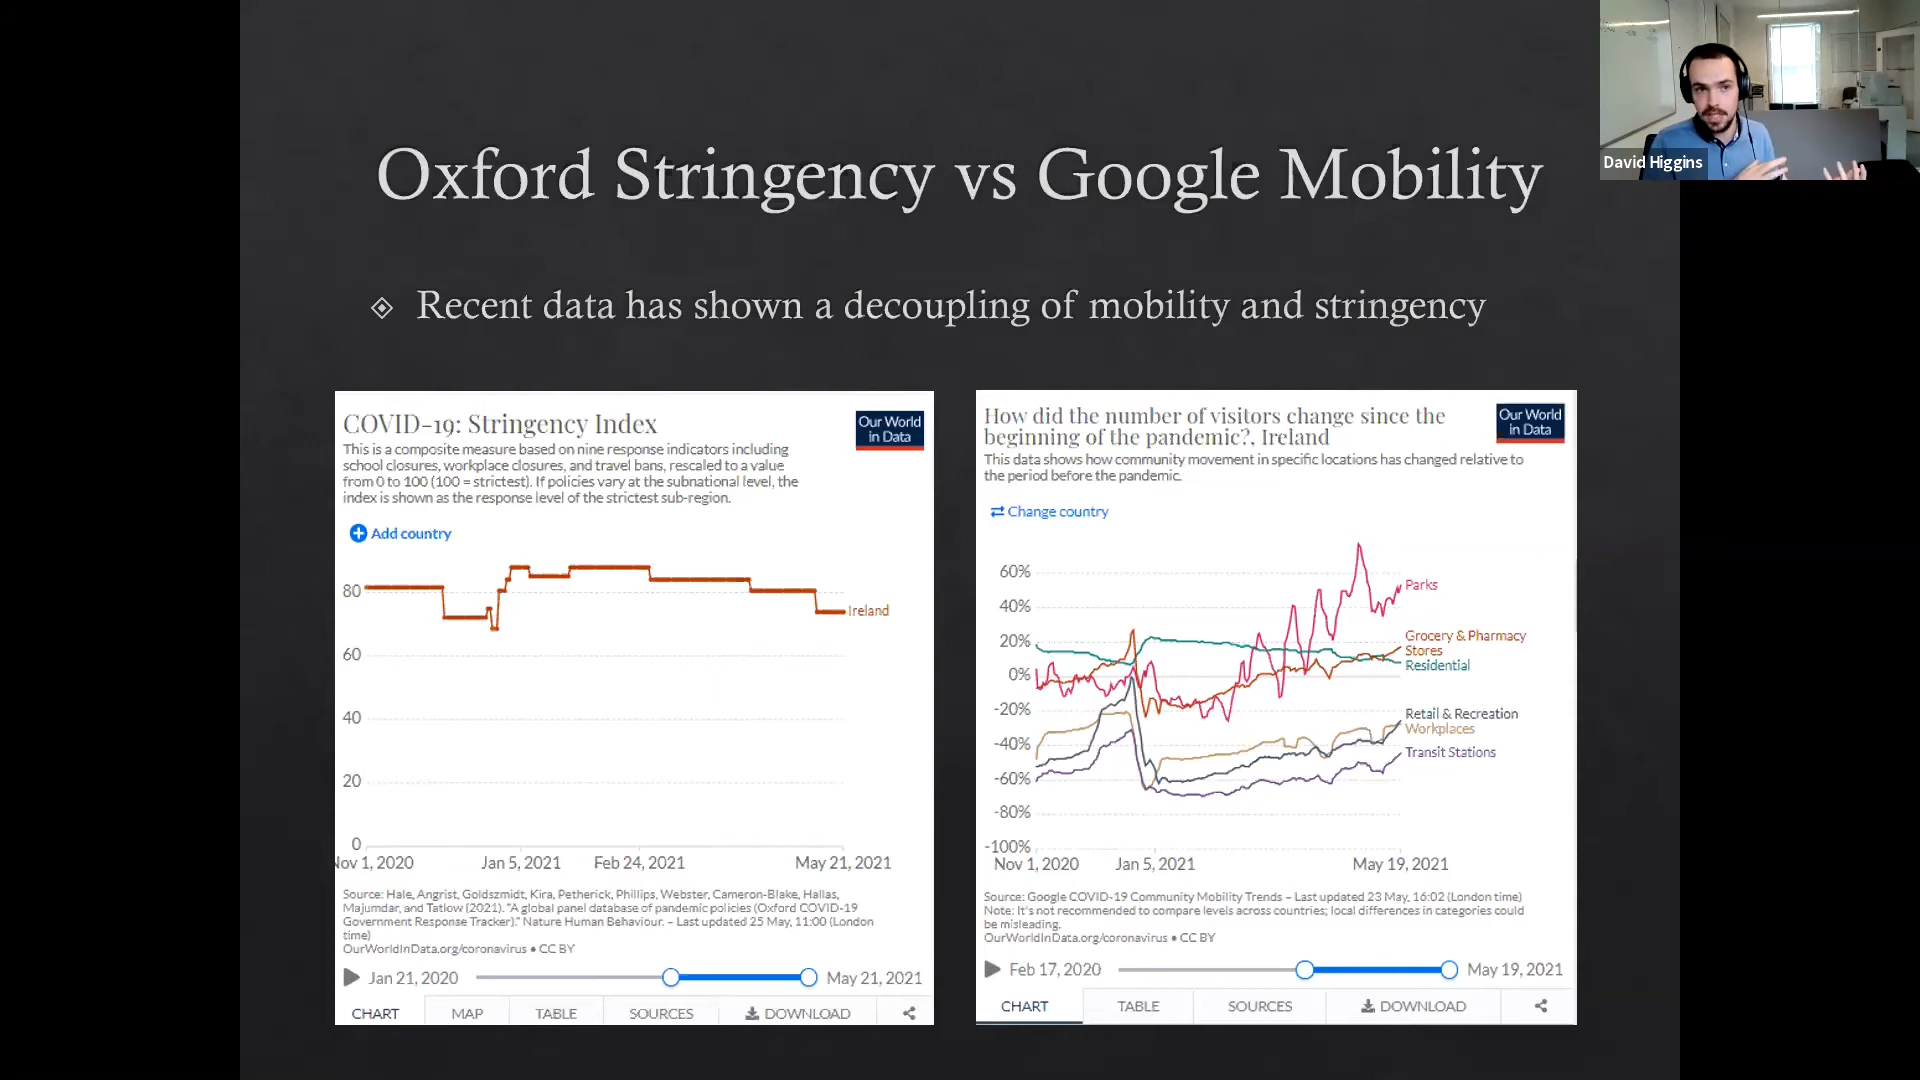 David Higgins
Oxford Stringency vs Google Mobility
Recent data has shown a decoupling of mobility and stringency
COVID-19: Stringency Index
Our World
in Data
This is a composite measure based on nine response indicators including
school closures, workplace closures, and travel bans, rescaled to a value
from 0 to 100 (100 = strictest). If policies vary at the subnational level, the
index is shown as the response level of the strictest sub-region.
Add country
80
60
40
20
0
Ireland
Nov 1, 2020
Jan 5, 2021
Feb 24, 2021
May 21, 2021
Source: Hale, Angrist, Goldszmidt, Kira, Petherick, Phillips, Webster, Cameron-Blake, Hallas,
Majumdar, and Tatlow (2021). "A global panel database of pandemic policies (Oxford COVID-19
Government Response Tracker)." Nature Human Behaviour. – Last updated 25 May, 11:00 (London
time)
OurWorldInData.org/coronavirus • CC BY
Jan 21, 2020
May 21, 2021
CHART
MAP
TABLE
SOURCES
DOWNLOAD
How did the number of visitors change since the
beginning of the pandemic?, Ireland
Our World
in Data
This data shows how community movement in specific locations has changed relative to
the period before the pandemic.
Change country
60%
40%
20%
0%
-20%
-40%
-60%
-80%
-100%
Parks
Grocery & Pharmacy
Stores
Residential
Retail & Recreation
Workplaces
Transit Stations
Nov 1, 2020
Jan 5, 2021
May 19, 2021
Source: Google COVID-19 Community Mobility Trends – Last updated 23 May, 16:02 (London time)
Note: It's not recommended to compare levels across countries; local differences in categories could
be misleading.
OurWorldInData.org/coronavirus • CC BY
Feb 17, 2020
May 19, 2021
CHART
TABLE
SOURCES
DOWNLOAD